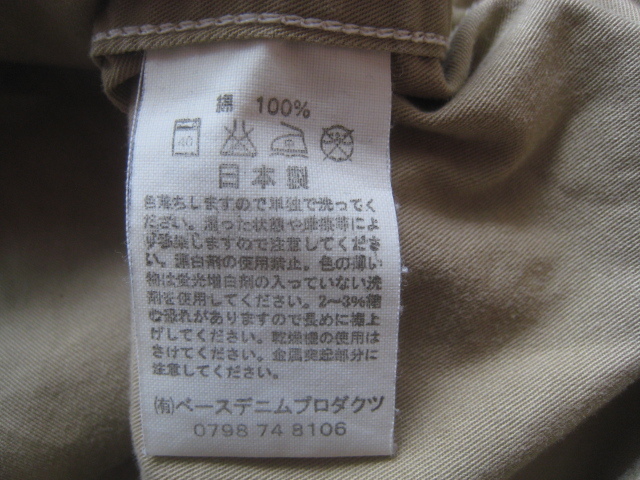 綿 100%
40
日本製
色落ちしますので単独で洗ってく
ださい。湿った状態や摩擦等によ
り移染しますので注意してくださ
い。漂白剤の使用禁止。色の薄い
物は蛍光増白剤の入っていない洗
剤を使用してください。2~3%縮
む恐れがありますので長めに裾上
げしてください。乾燥機の使用は
さけてください。金属突起部分に
注意してください。
(有)ベースデニムプロダクツ
0798 74 8106